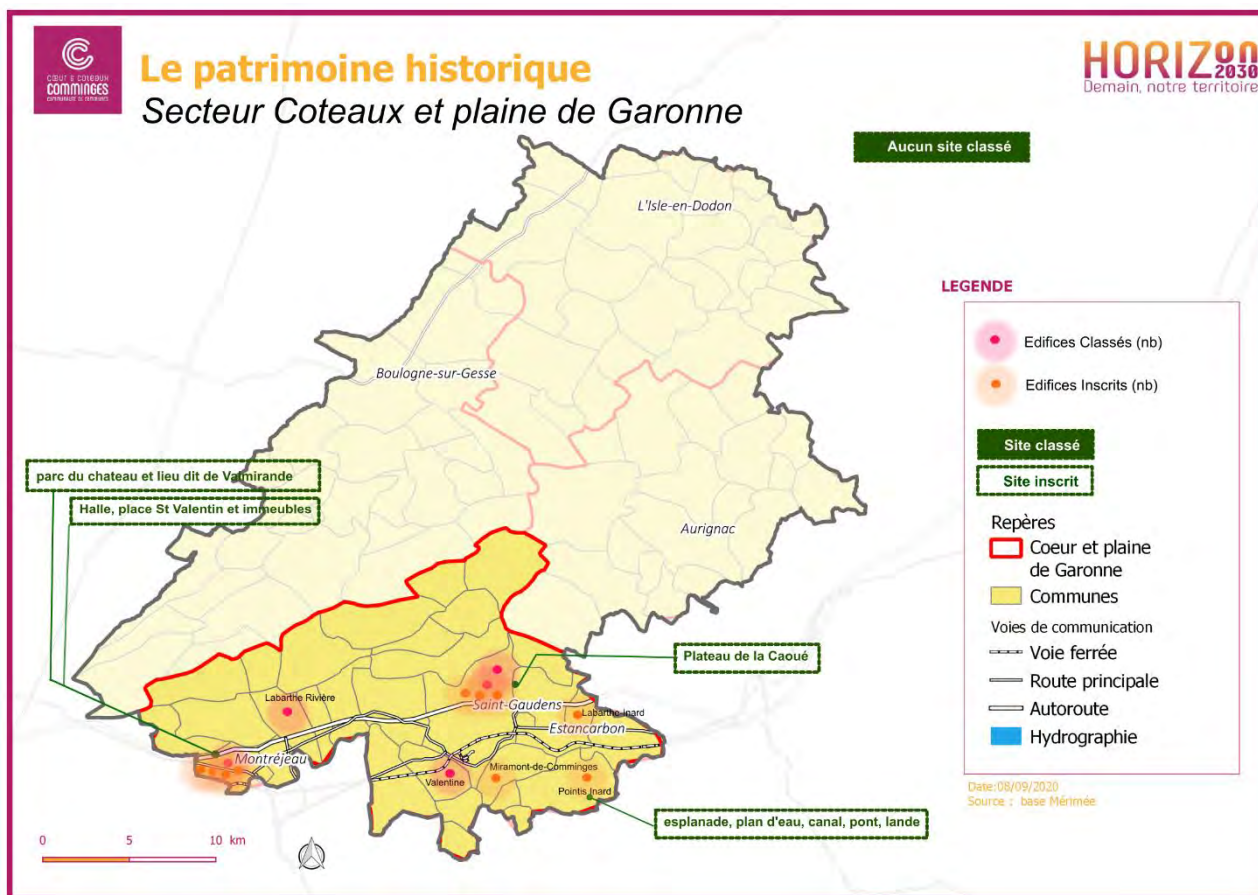 CŒUR & COTEAUX
COMMINGES
COMMUNAUTÉ DE COMMUNES
Le patrimoine historique
Secteur Coteaux et plaine de Garonne
HORIZON
2030
Demain, notre territoire
Aucun site classé
L'Isle-en-Dodon
Boulogne-sur-Gesse
Aurignac
parc du chateau et lieu dit de Valmirande
Halle, place St Valentin et immeubles
Plateau de la Caoué
Labarthe Rivière
Saint-Gaudens
Labarthe-Inard
Estancarbon
Montréjeau
Valentine
Miramont-de-Comminges
Pointis Inard
esplanade, plan d'eau, canal, pont, lande
LEGENDE
Edifices Classés (nb)
Edifices Inscrits (nb)
Site classé
Site inscrit
Repères
Coeur et plaine
de Garonne
Communes
Voies de communication
Voie ferrée
Route principale
Autoroute
Hydrographie
Date:08/09/2020
Source : base Mérimée
0 5 10 km